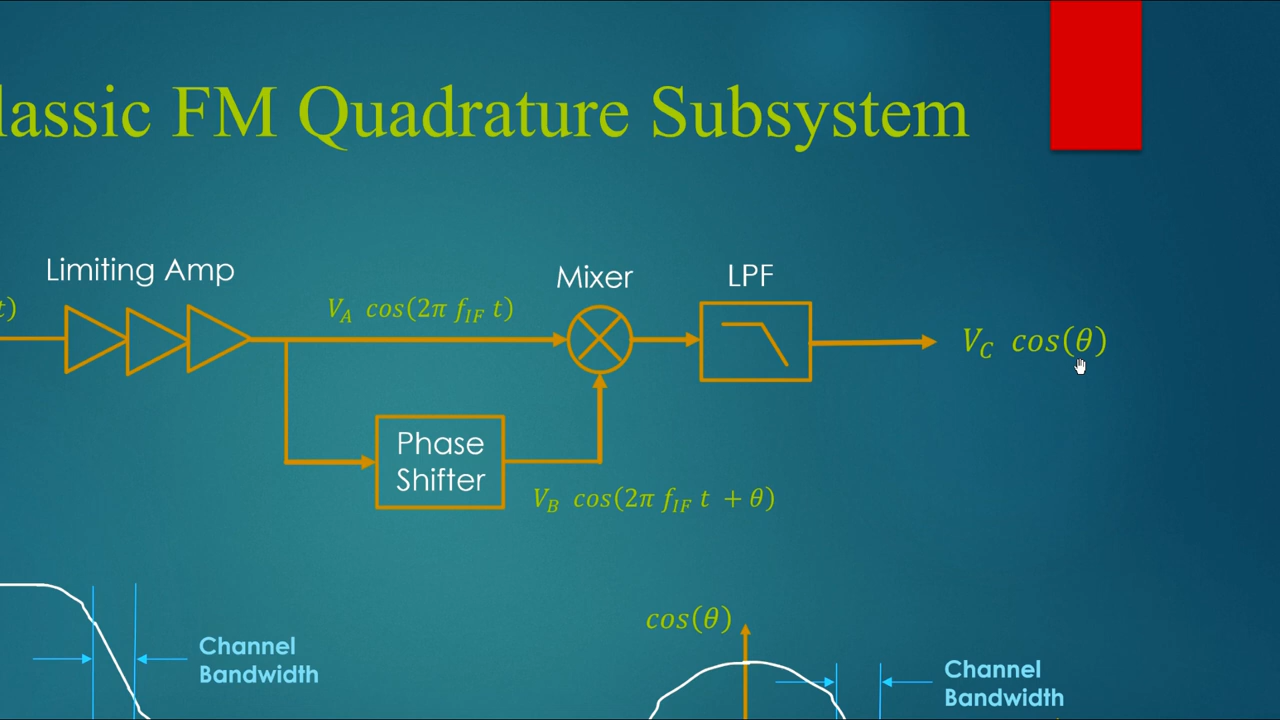 lassic FM Quadrature Subsystem
Limiting Amp
Mixer
LPF
t)
V_A cos(2π f_IF t)
V_C cos(θ)
Phase
Shifter
V_B cos(2π f_IF t + θ)
cos(θ)
Channel
Bandwidth
Channel
Bandwidth